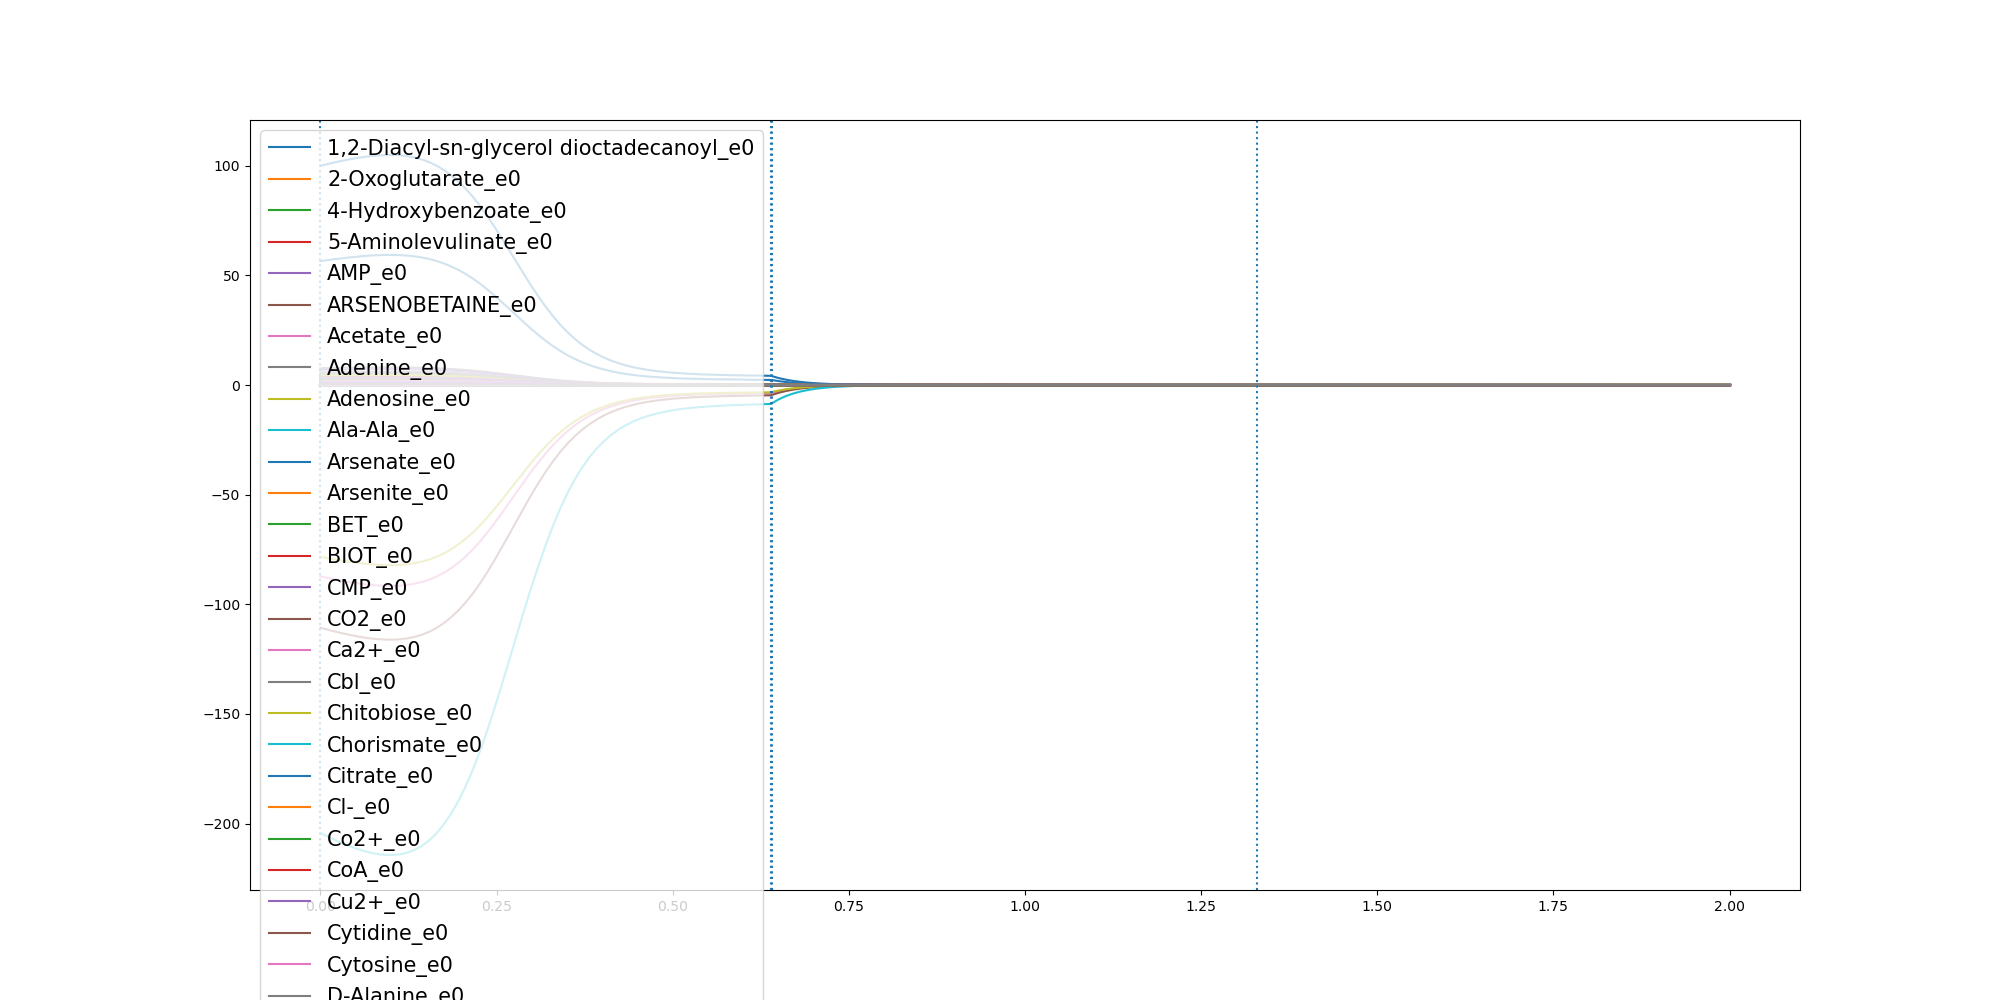 1,2-Diacyl-sn-glycerol dioctadecanoyl_e0
2-Oxoglutarate_e0
4-Hydroxybenzoate_e0
5-Aminolevulinate_e0
AMP_e0
ARSENOBETAINE_e0
Acetate_e0
Adenine_e0
Adenosine_e0
Ala-Ala_e0
Arsenate_e0
Arsenite_e0
BET_e0
BIOT_e0
CMP_e0
CO2_e0
Ca2+_e0
Cbl_e0
Chitobiose_e0
Chorismate_e0
Citrate_e0
Cl-_e0
Co2+_e0
CoA_e0
Cu2+_e0
Cytidine_e0
Cytosine_e0
D-Alanine_e0
100
50
0
−50
−100
−150
−200
0.00 0.25 0.50 0.75 1.00 1.25 1.50 1.75 2.00